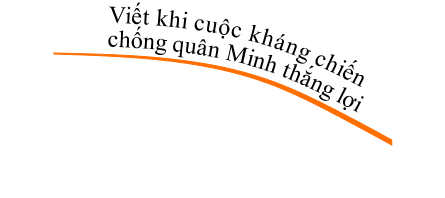 Viết khi cuộc kháng chiến
chống quân Minh thắng lợi